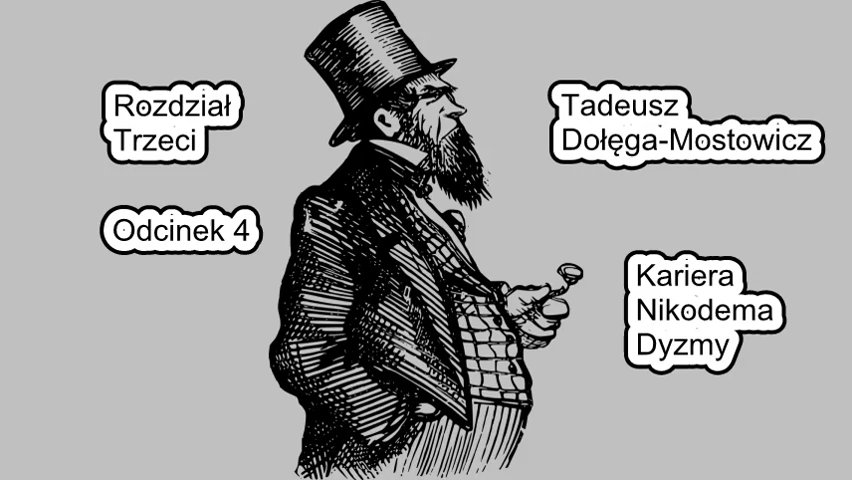 Rozdział
Trzeci
Odcinek 4
Tadeusz
Dołęga-Mostowicz
Kariera
Nikodema
Dyzmy